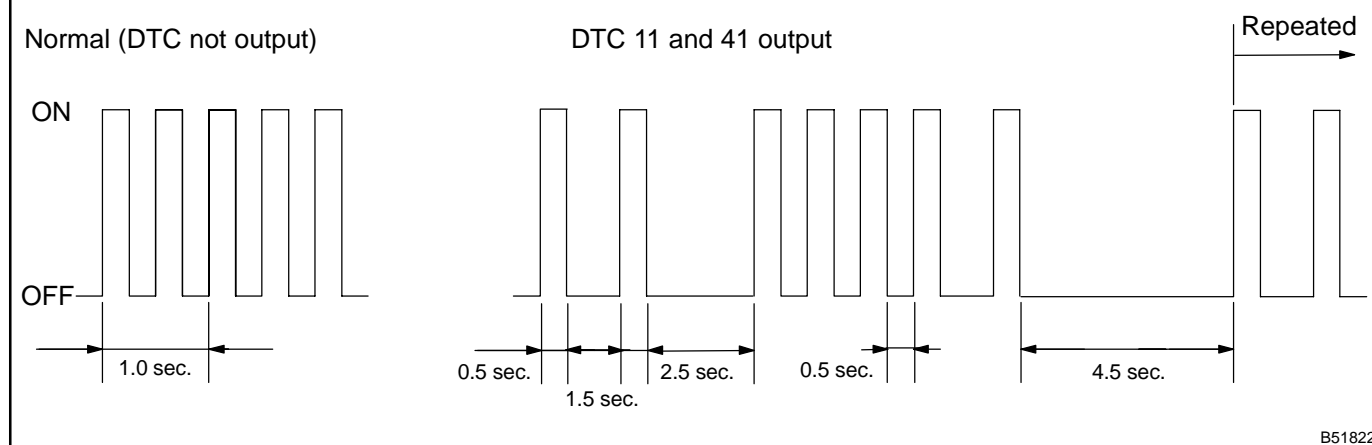 Normal (DTC not output)
DTC 11 and 41 output
Repeated
ON
OFF
1.0 sec.
0.5 sec.
1.5 sec.
2.5 sec.
0.5 sec.
4.5 sec.
B51822